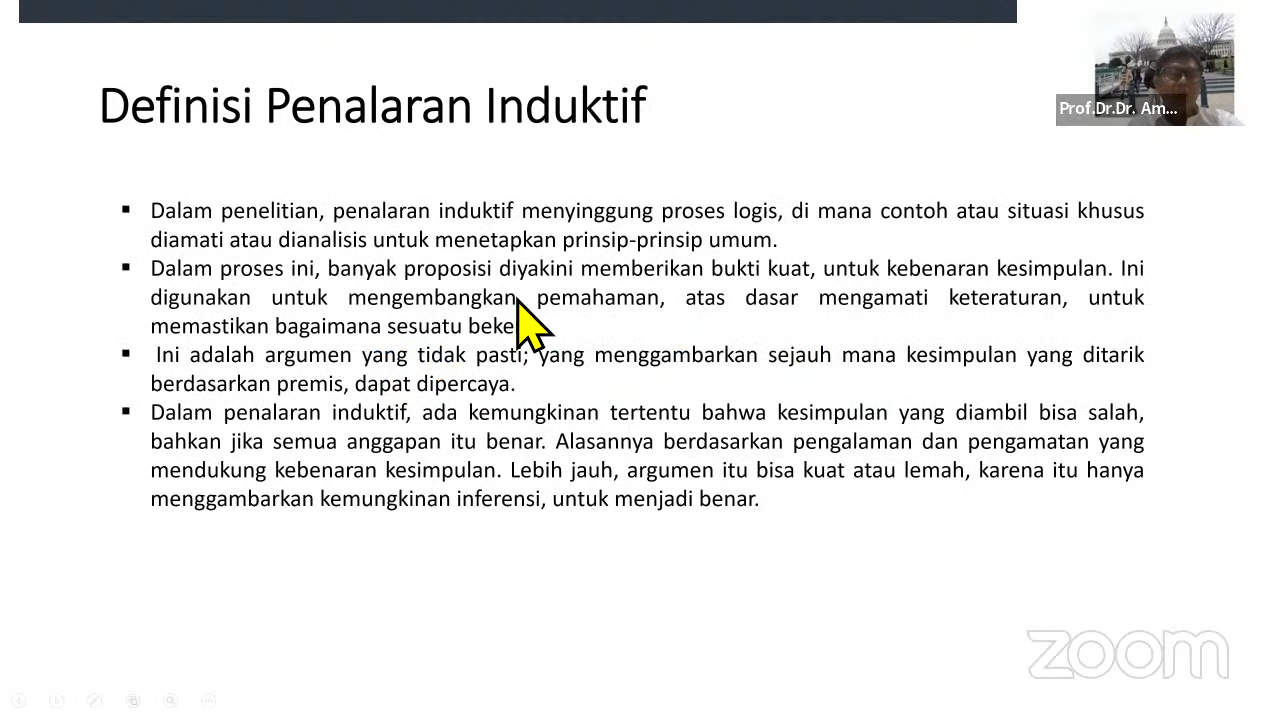 Definisi Penalaran Induktif
Prof.Dr.Dr. Am...
▪ Dalam penelitian, penalaran induktif menyinggung proses logis, di mana contoh atau situasi khusus
diamati atau dianalisis untuk menetapkan prinsip-prinsip umum.
▪ Dalam proses ini, banyak proposisi diyakini memberikan bukti kuat, untuk kebenaran kesimpulan. Ini
digunakan untuk mengembangkan pemahaman, atas dasar mengamati keteraturan, untuk
memastikan bagaimana sesuatu
▪ Ini adalah argumen yang tidak pasti; yang menggambarkan sejauh mana kesimpulan yang ditarik
berdasarkan premis, dapat dipercaya.
▪ Dalam penalaran induktif, ada kemungkinan tertentu bahwa kesimpulan yang diambil bisa salah,
bahkan jika semua anggapan itu benar. Alasannya berdasarkan pengalaman dan pengamatan yang
mendukung kebenaran kesimpulan. Lebih jauh, argumen itu bisa kuat atau lemah, karena itu hanya
menggambarkan kemungkinan inferensi, untuk menjadi benar.
zoom